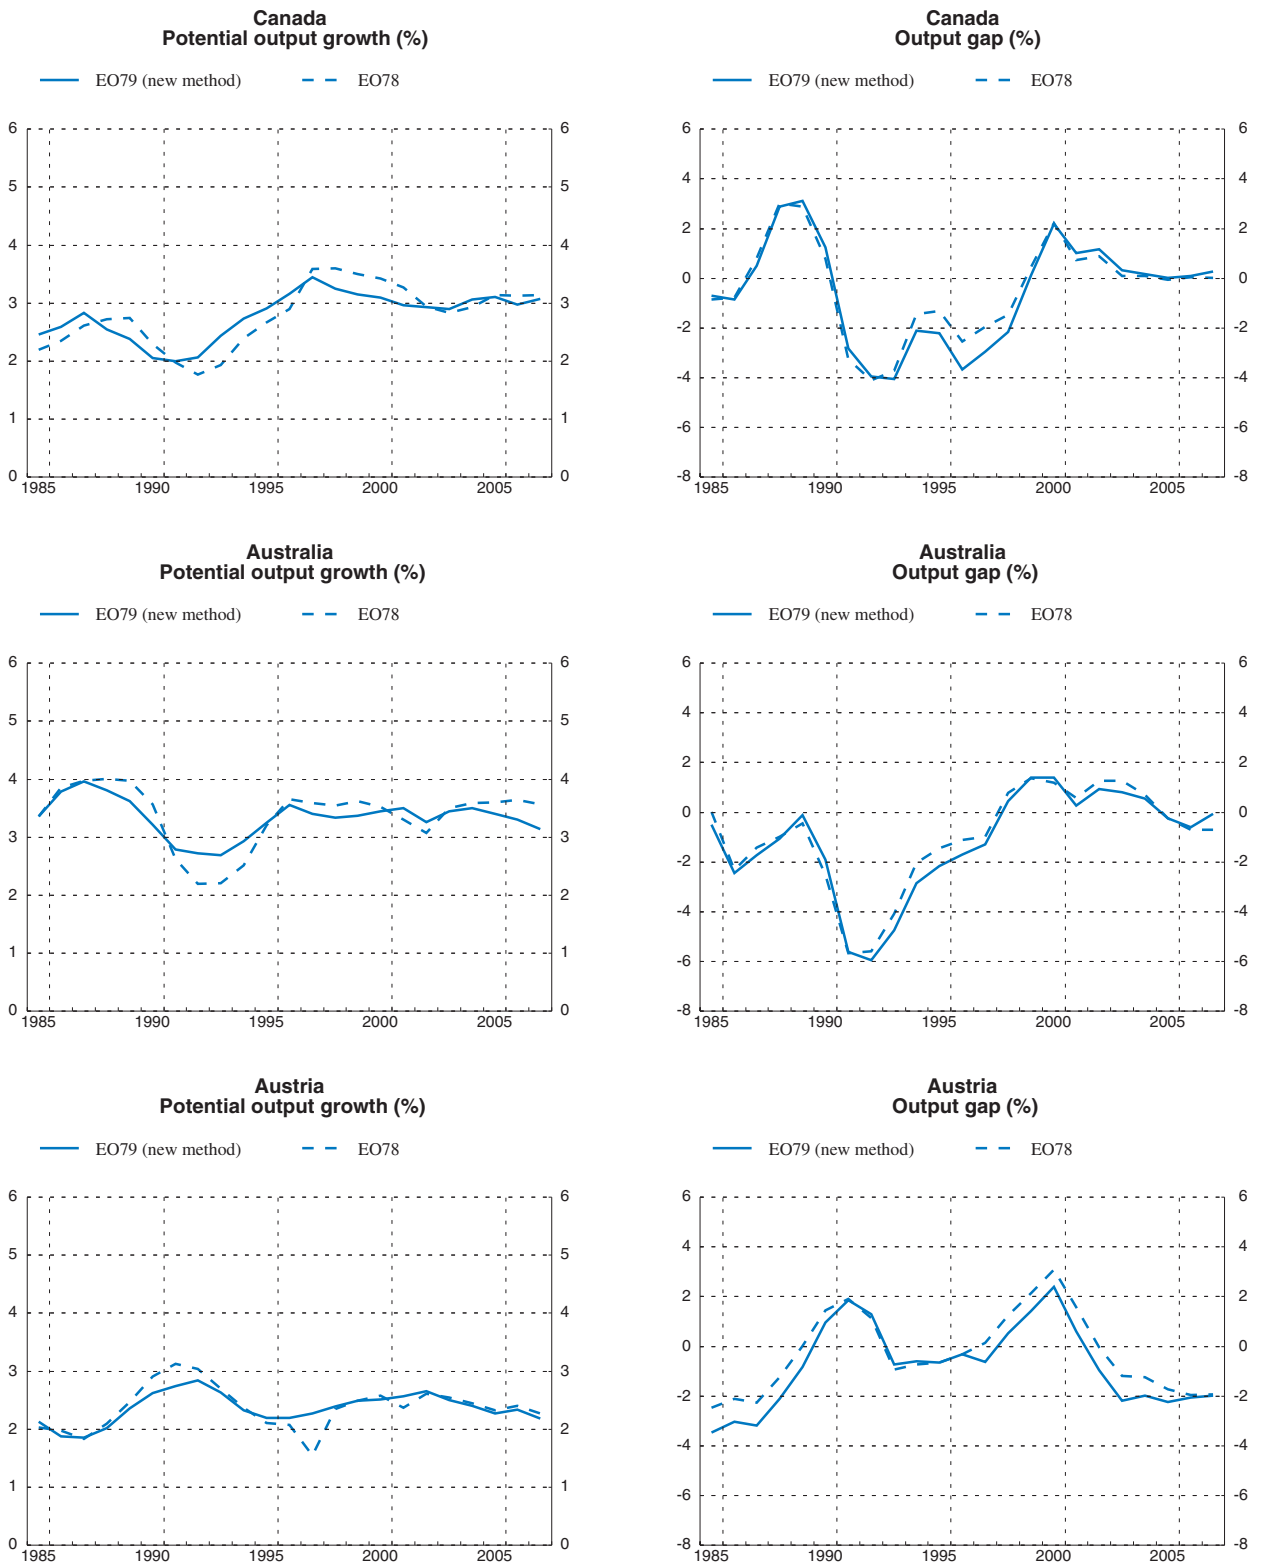 Canada
Potential output growth (%)
EO79 (new method) EO78
6 6
5 5
4 4
3 3
2 2
1 1
0 0
1985 1990 1995 2000 2005
Canada
Output gap (%)
EO79 (new method) EO78
6 6
4 4
2 2
0 0
-2 -2
-4 -4
-6 -6
-8 -8
1985 1990 1995 2000 2005
Australia
Potential output growth (%)
EO79 (new method) EO78
6 6
5 5
4 4
3 3
2 2
1 1
0 0
1985 1990 1995 2000 2005
Australia
Output gap (%)
EO79 (new method) EO78
6 6
4 4
2 2
0 0
-2 -2
-4 -4
-6 -6
-8 -8
1985 1990 1995 2000 2005
Austria
Potential output growth (%)
EO79 (new method) EO78
6 6
5 5
4 4
3 3
2 2
1 1
0 0
1985 1990 1995 2000 2005
Austria
Output gap (%)
EO79 (new method) EO78
6 6
4 4
2 2
0 0
-2 -2
-4 -4
-6 -6
-8 -8
1985 1990 1995 2000 2005